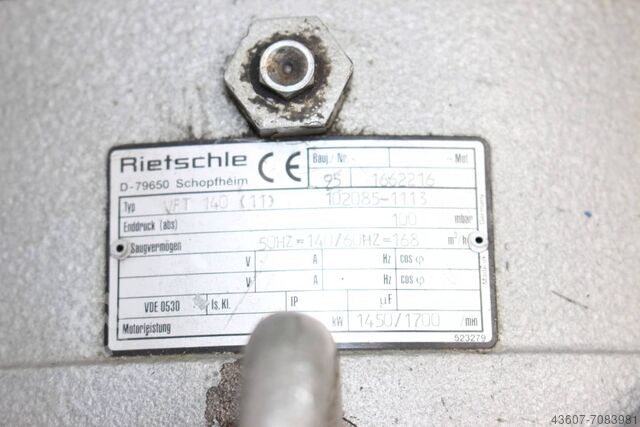 Rietschle CE Bauj./Nr. Mot.
D-79650 Schopfheim 95 1662216
Typ VFT 140 (11) 102085-1113
Enddruck (abs) 100 mbar
Saugvermögen 50HZ=140/60HZ=168 m³/h
V A Hz cos φ
V A Hz cos φ
VDE 0530 Is. Kl. IP µF
Motorleistung kW 1450/1700 /min
523279
43607-7083981